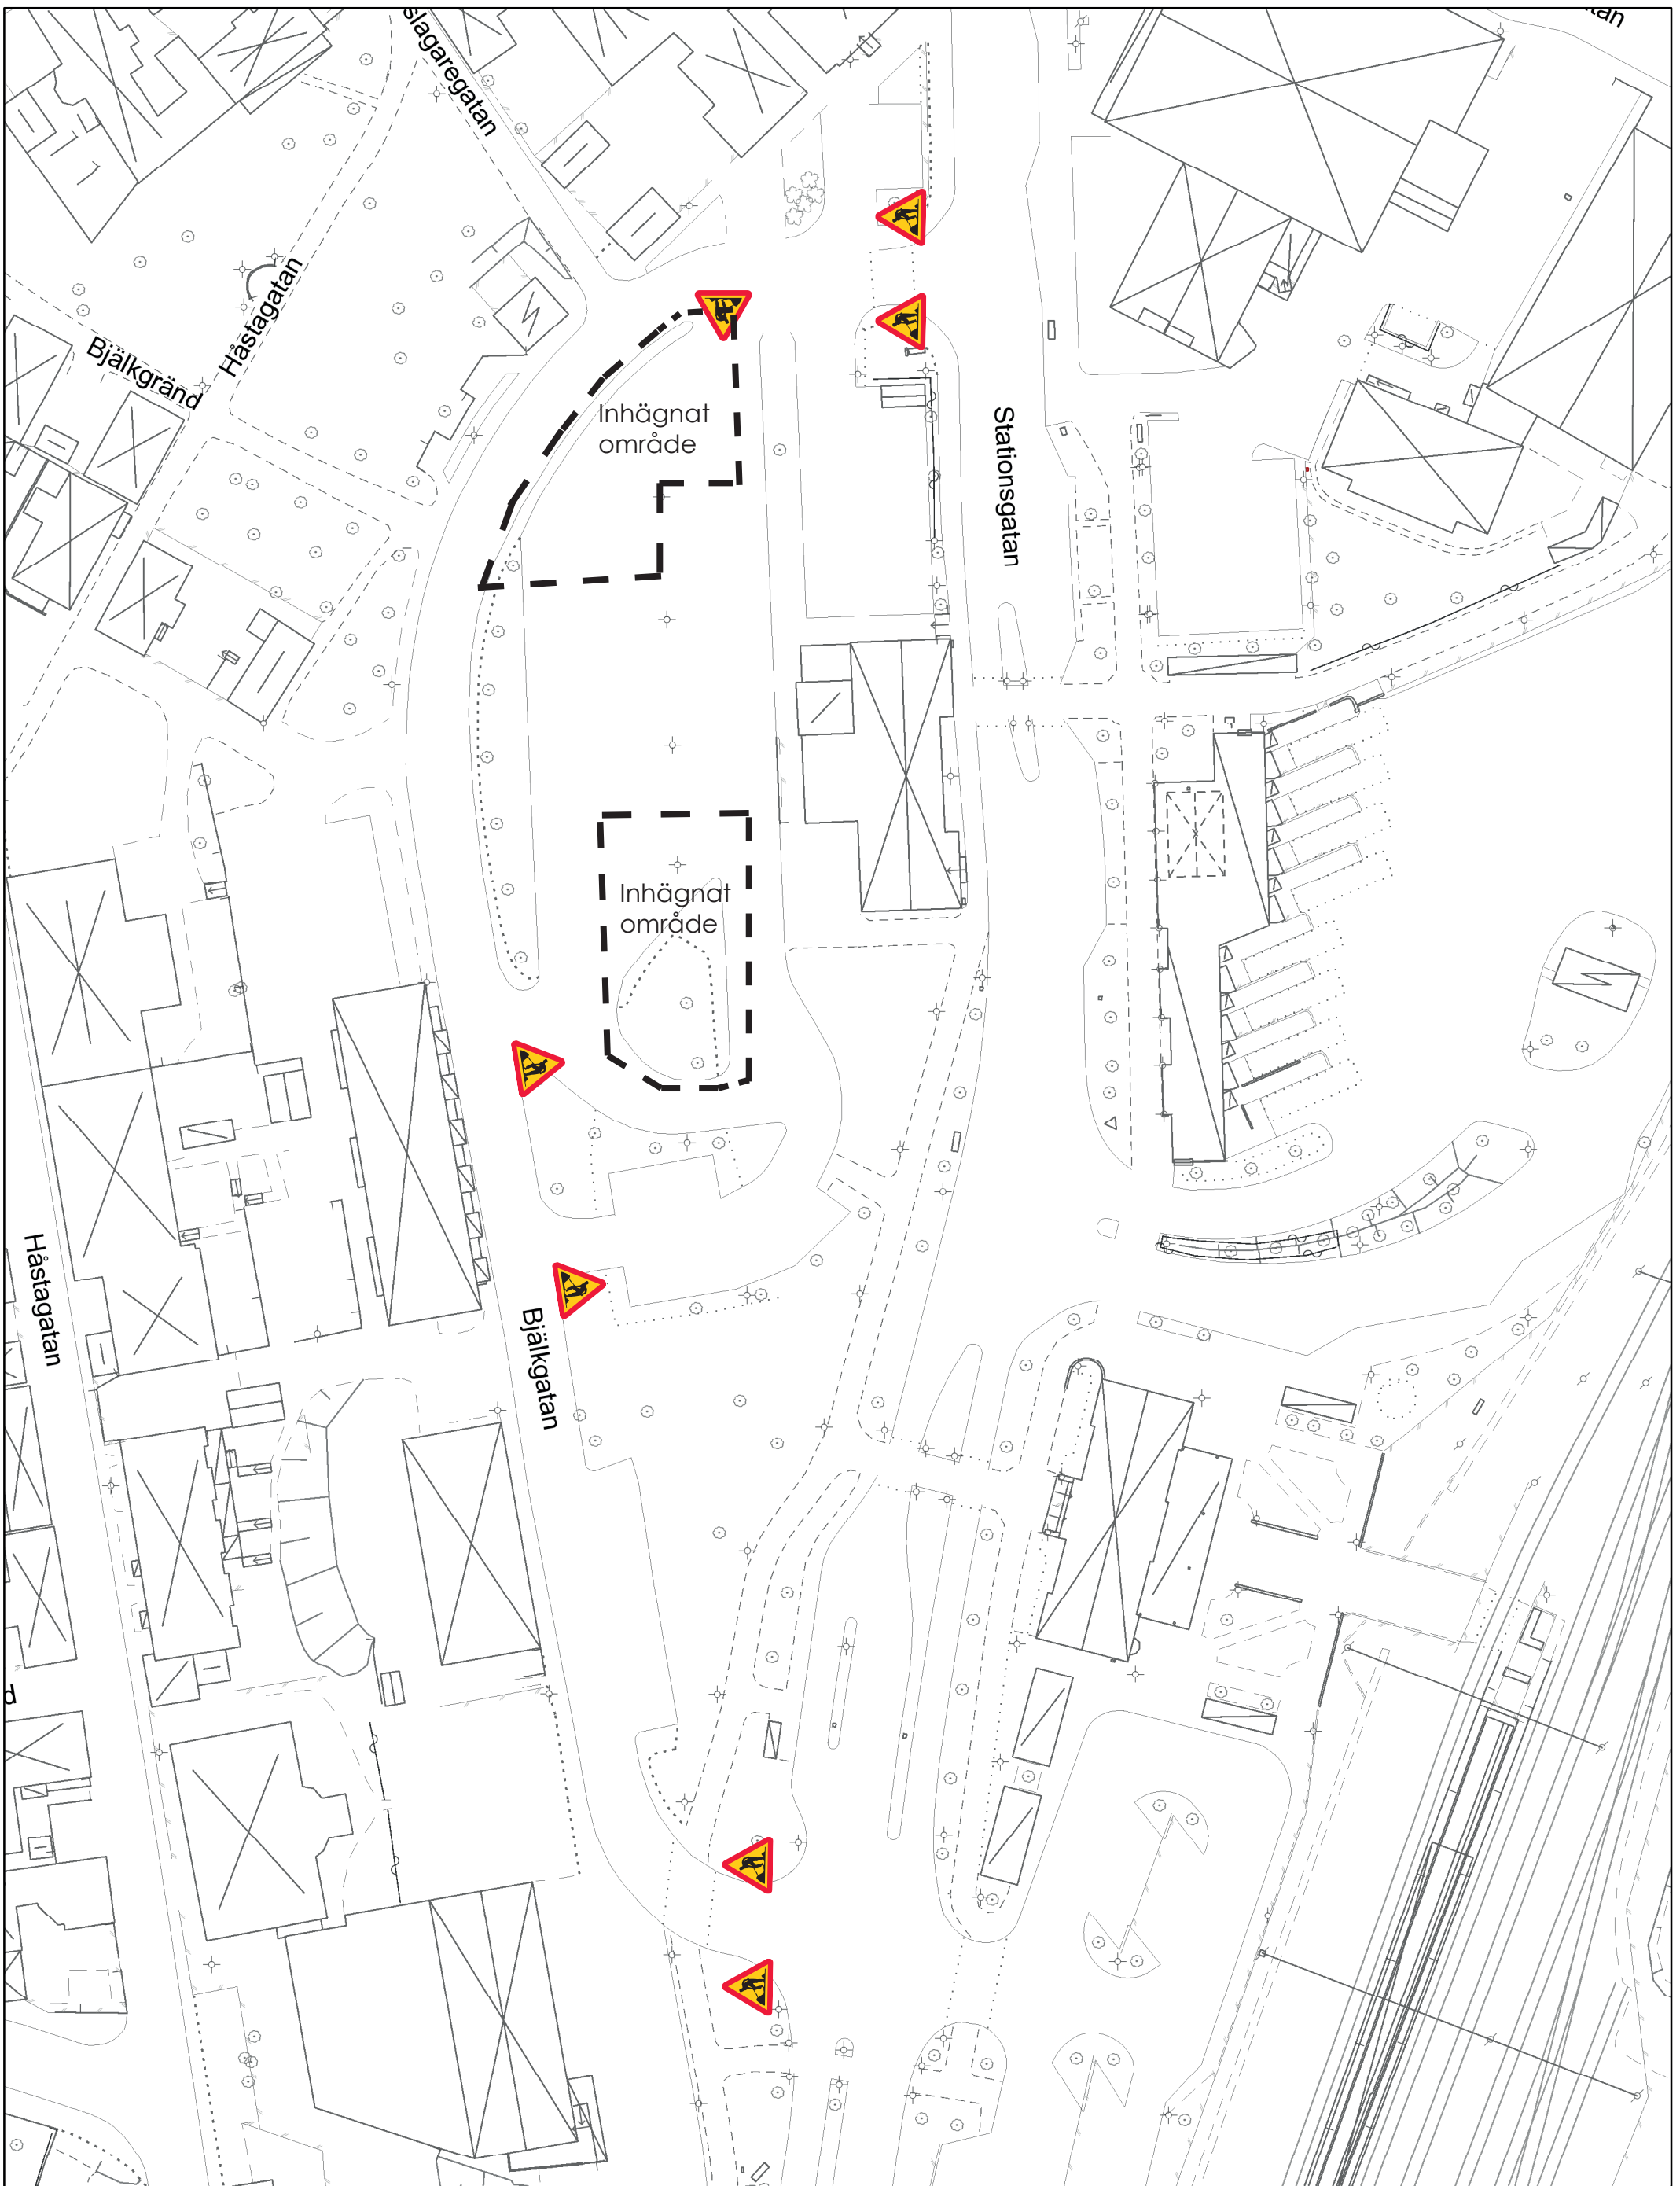 slagaregatan
Håstagatan
Bjälkgränd
Inhägnat
område
Stationsgatan
Inhägnat
område
Håstagatan
Bjälkgatan